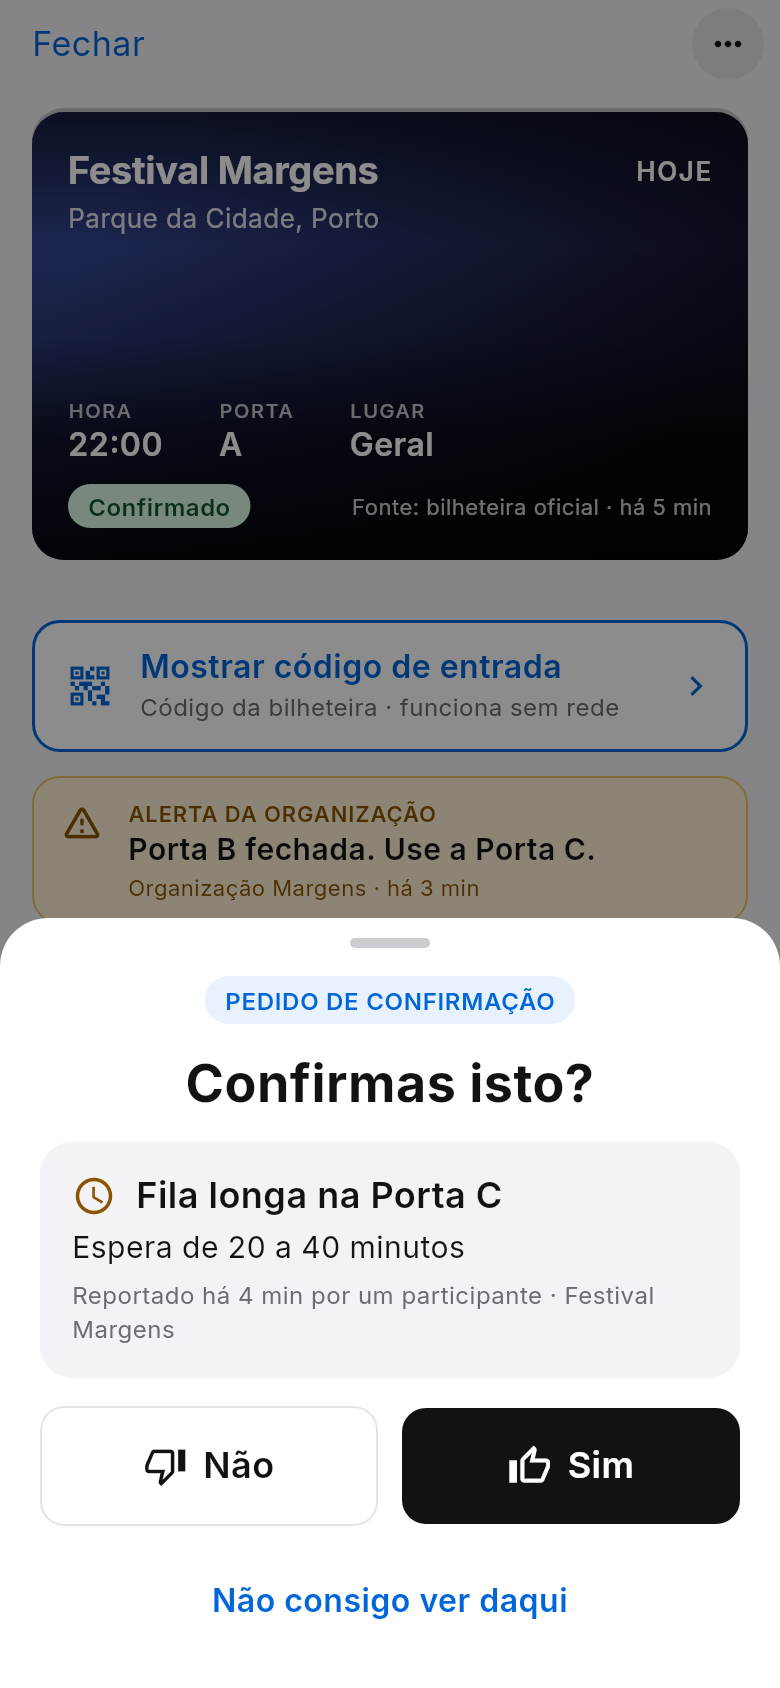 Fechar
Festival Margens
HOJE
Parque da Cidade, Porto
HORA
PORTA
LUGAR
22:00
A
Geral
Confirmado
Fonte: bilheteira oficial · há 5 min
Mostrar código de entrada
Código da bilheteira · funciona sem rede
ALERTA DA ORGANIZAÇÃO
Porta B fechada. Use a Porta C.
Organização Margens · há 3 min
PEDIDO DE CONFIRMAÇÃO
Confirmas isto?
Fila longa na Porta C
Espera de 20 a 40 minutos
Reportado há 4 min por um participante · Festival
Margens
Não
Sim
Não consigo ver daqui